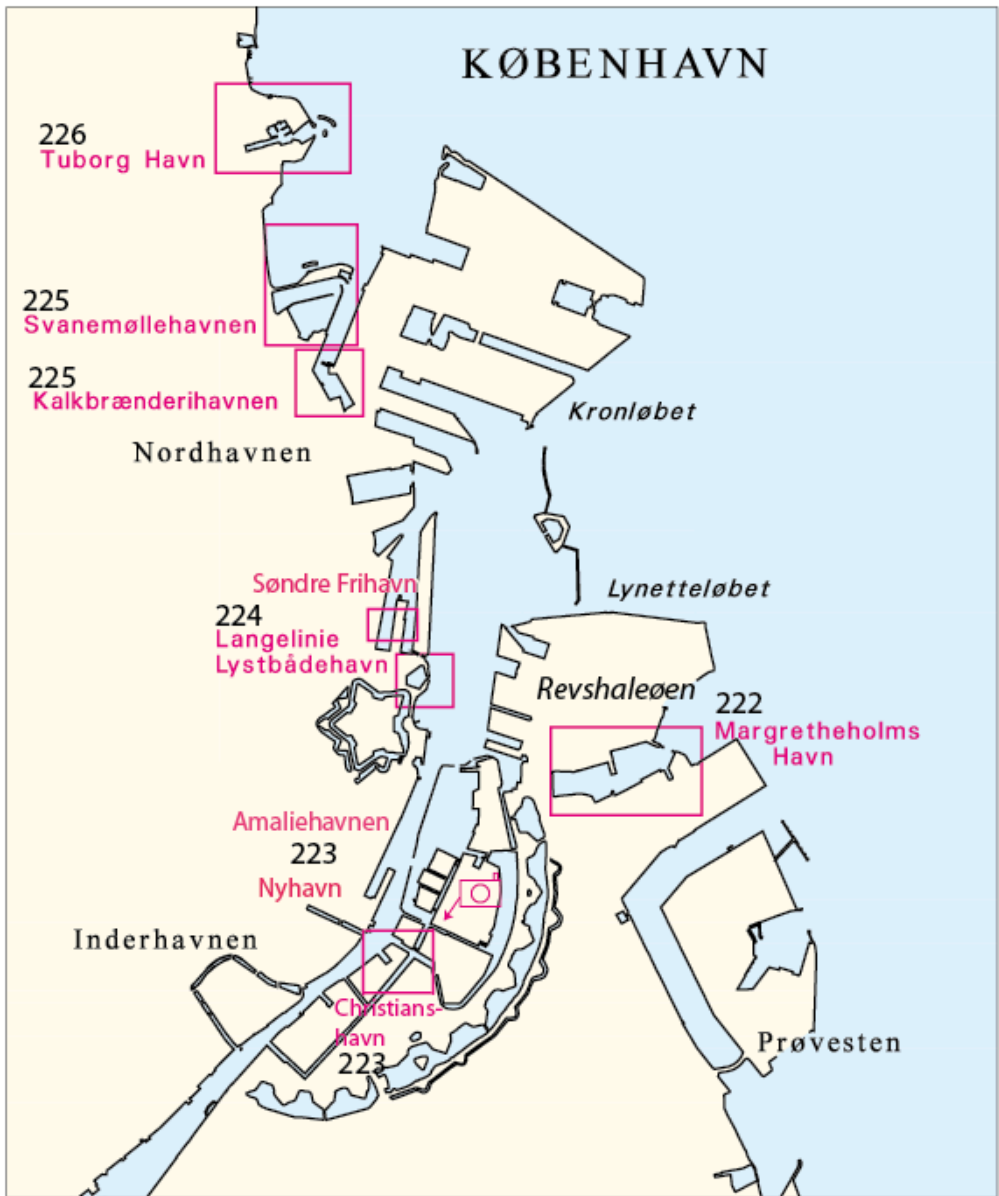 KØBENHAVN
226
Tuborg Havn
225
Svanemøllehavnen
225
Kalkbrænderihavnen
Kronløbet
Nordhavnen
Søndre Frihavn
Lynetteløbet
224
Langelinie
Lystbådehavn
Revshaleøen
222
Margretheholms
Havn
Amaliehavnen
223
Nyhavn
Inderhavnen
Christians-
havn
223
Prøvesten